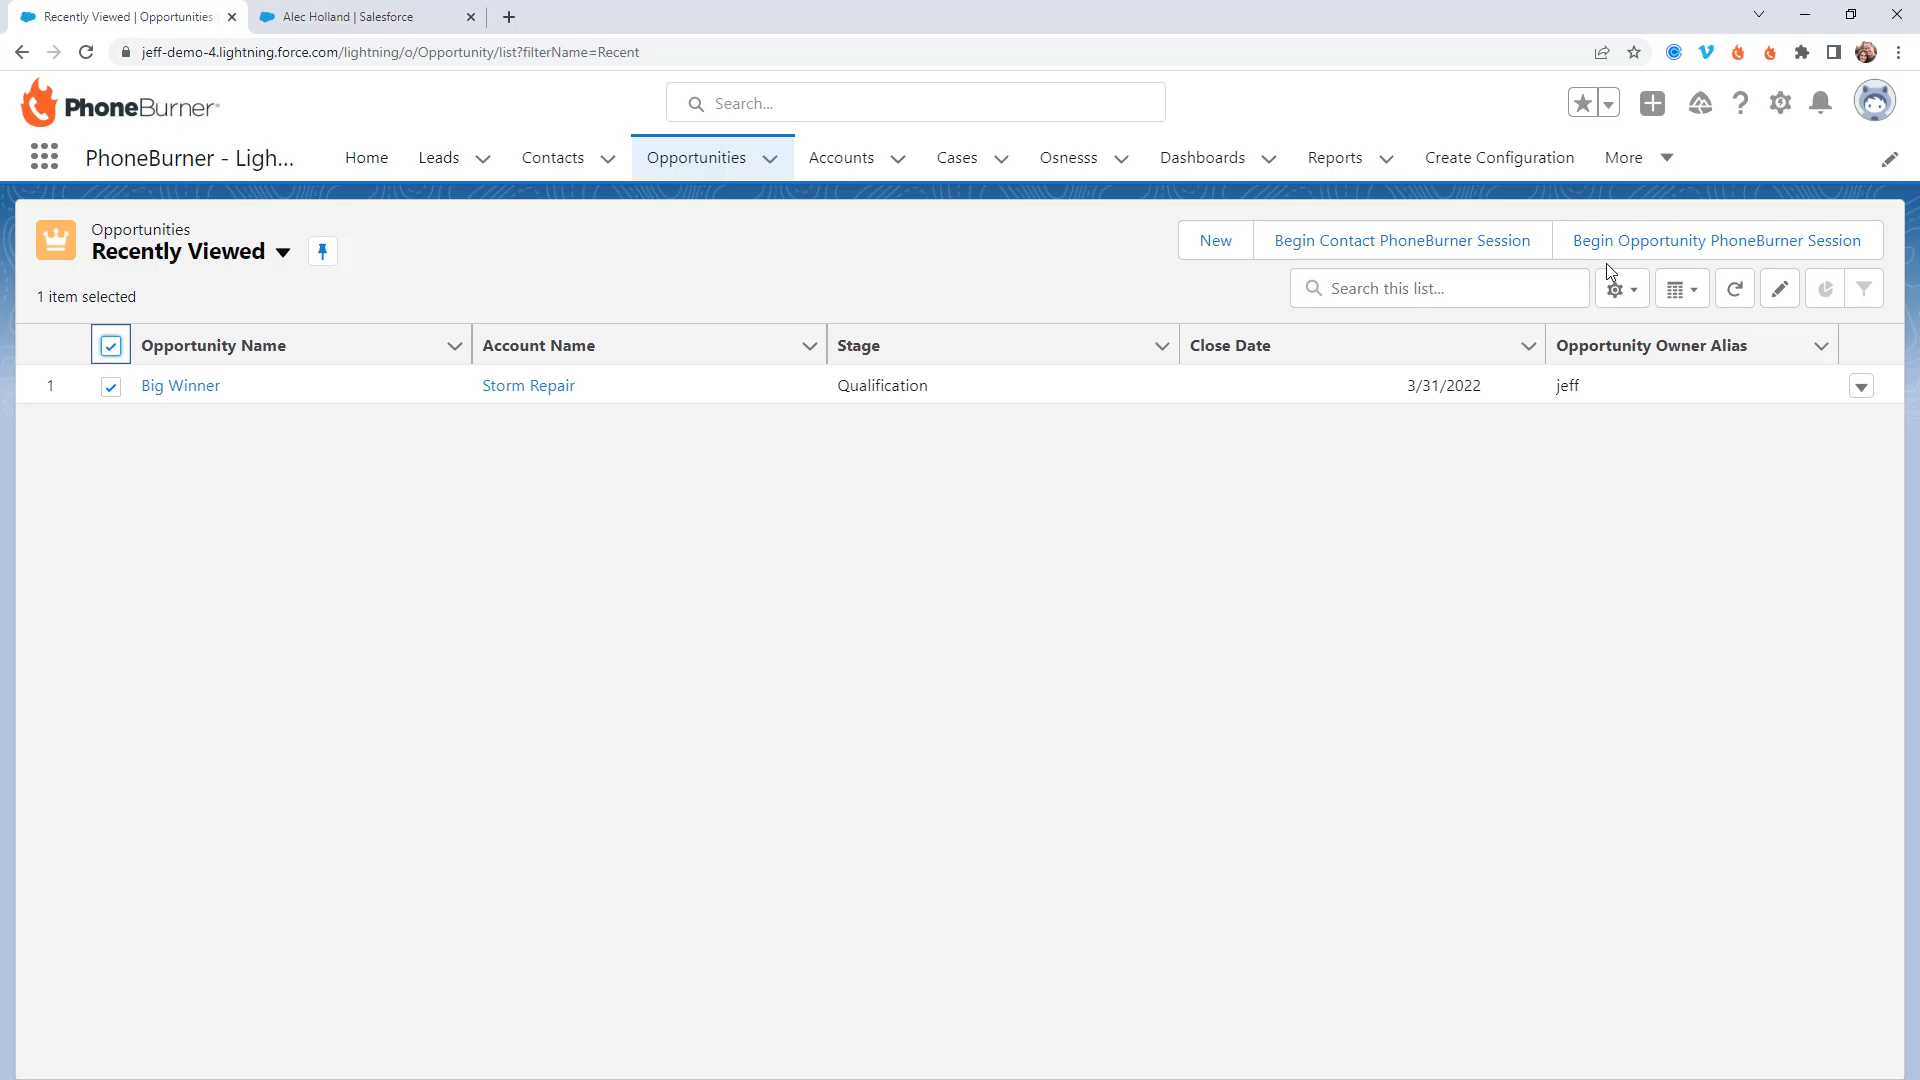 Recently Viewed | Opportunities
Alec Holland | Salesforce
jeff-demo-4.lightning.force.com/lightning/o/Opportunity/list?filterName=Recent
PhoneBurner
Search...
PhoneBurner - Ligh... Home Leads Contacts Opportunities Accounts Cases Osnesss Dashboards Reports Create Configuration More
Opportunities
Recently Viewed
New Begin Contact PhoneBurner Session Begin Opportunity PhoneBurner Session
1 item selected
Search this list...
Opportunity Name Account Name Stage Close Date Opportunity Owner Alias
1 Big Winner Storm Repair Qualification 3/31/2022 jeff